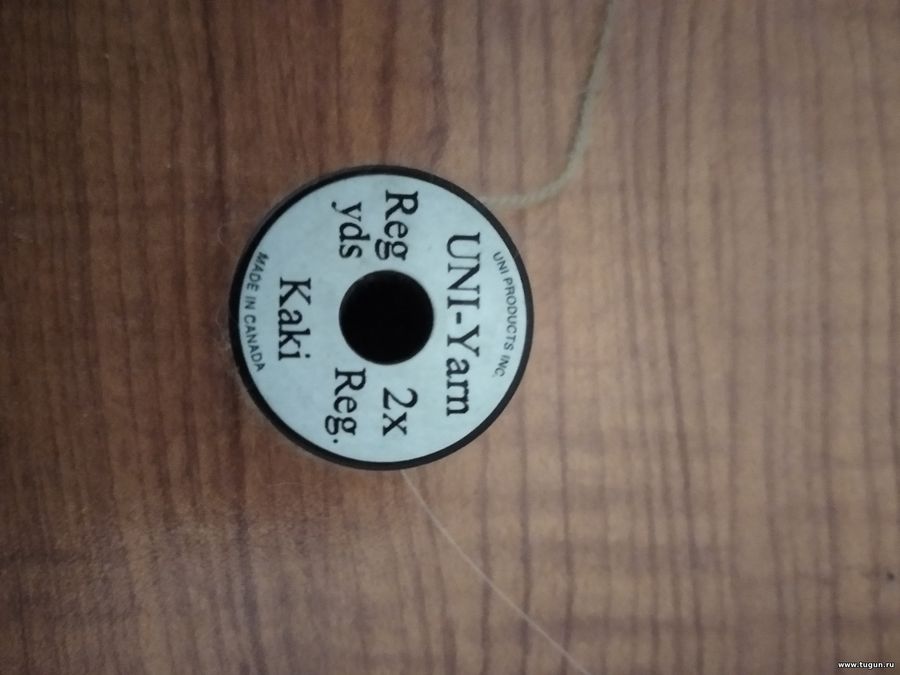 UNI PRODUCTS INC.
UNI-Yarn
Reg 2x
yds Reg.
Kaki
MADE IN CANADA
www.tugun.ru